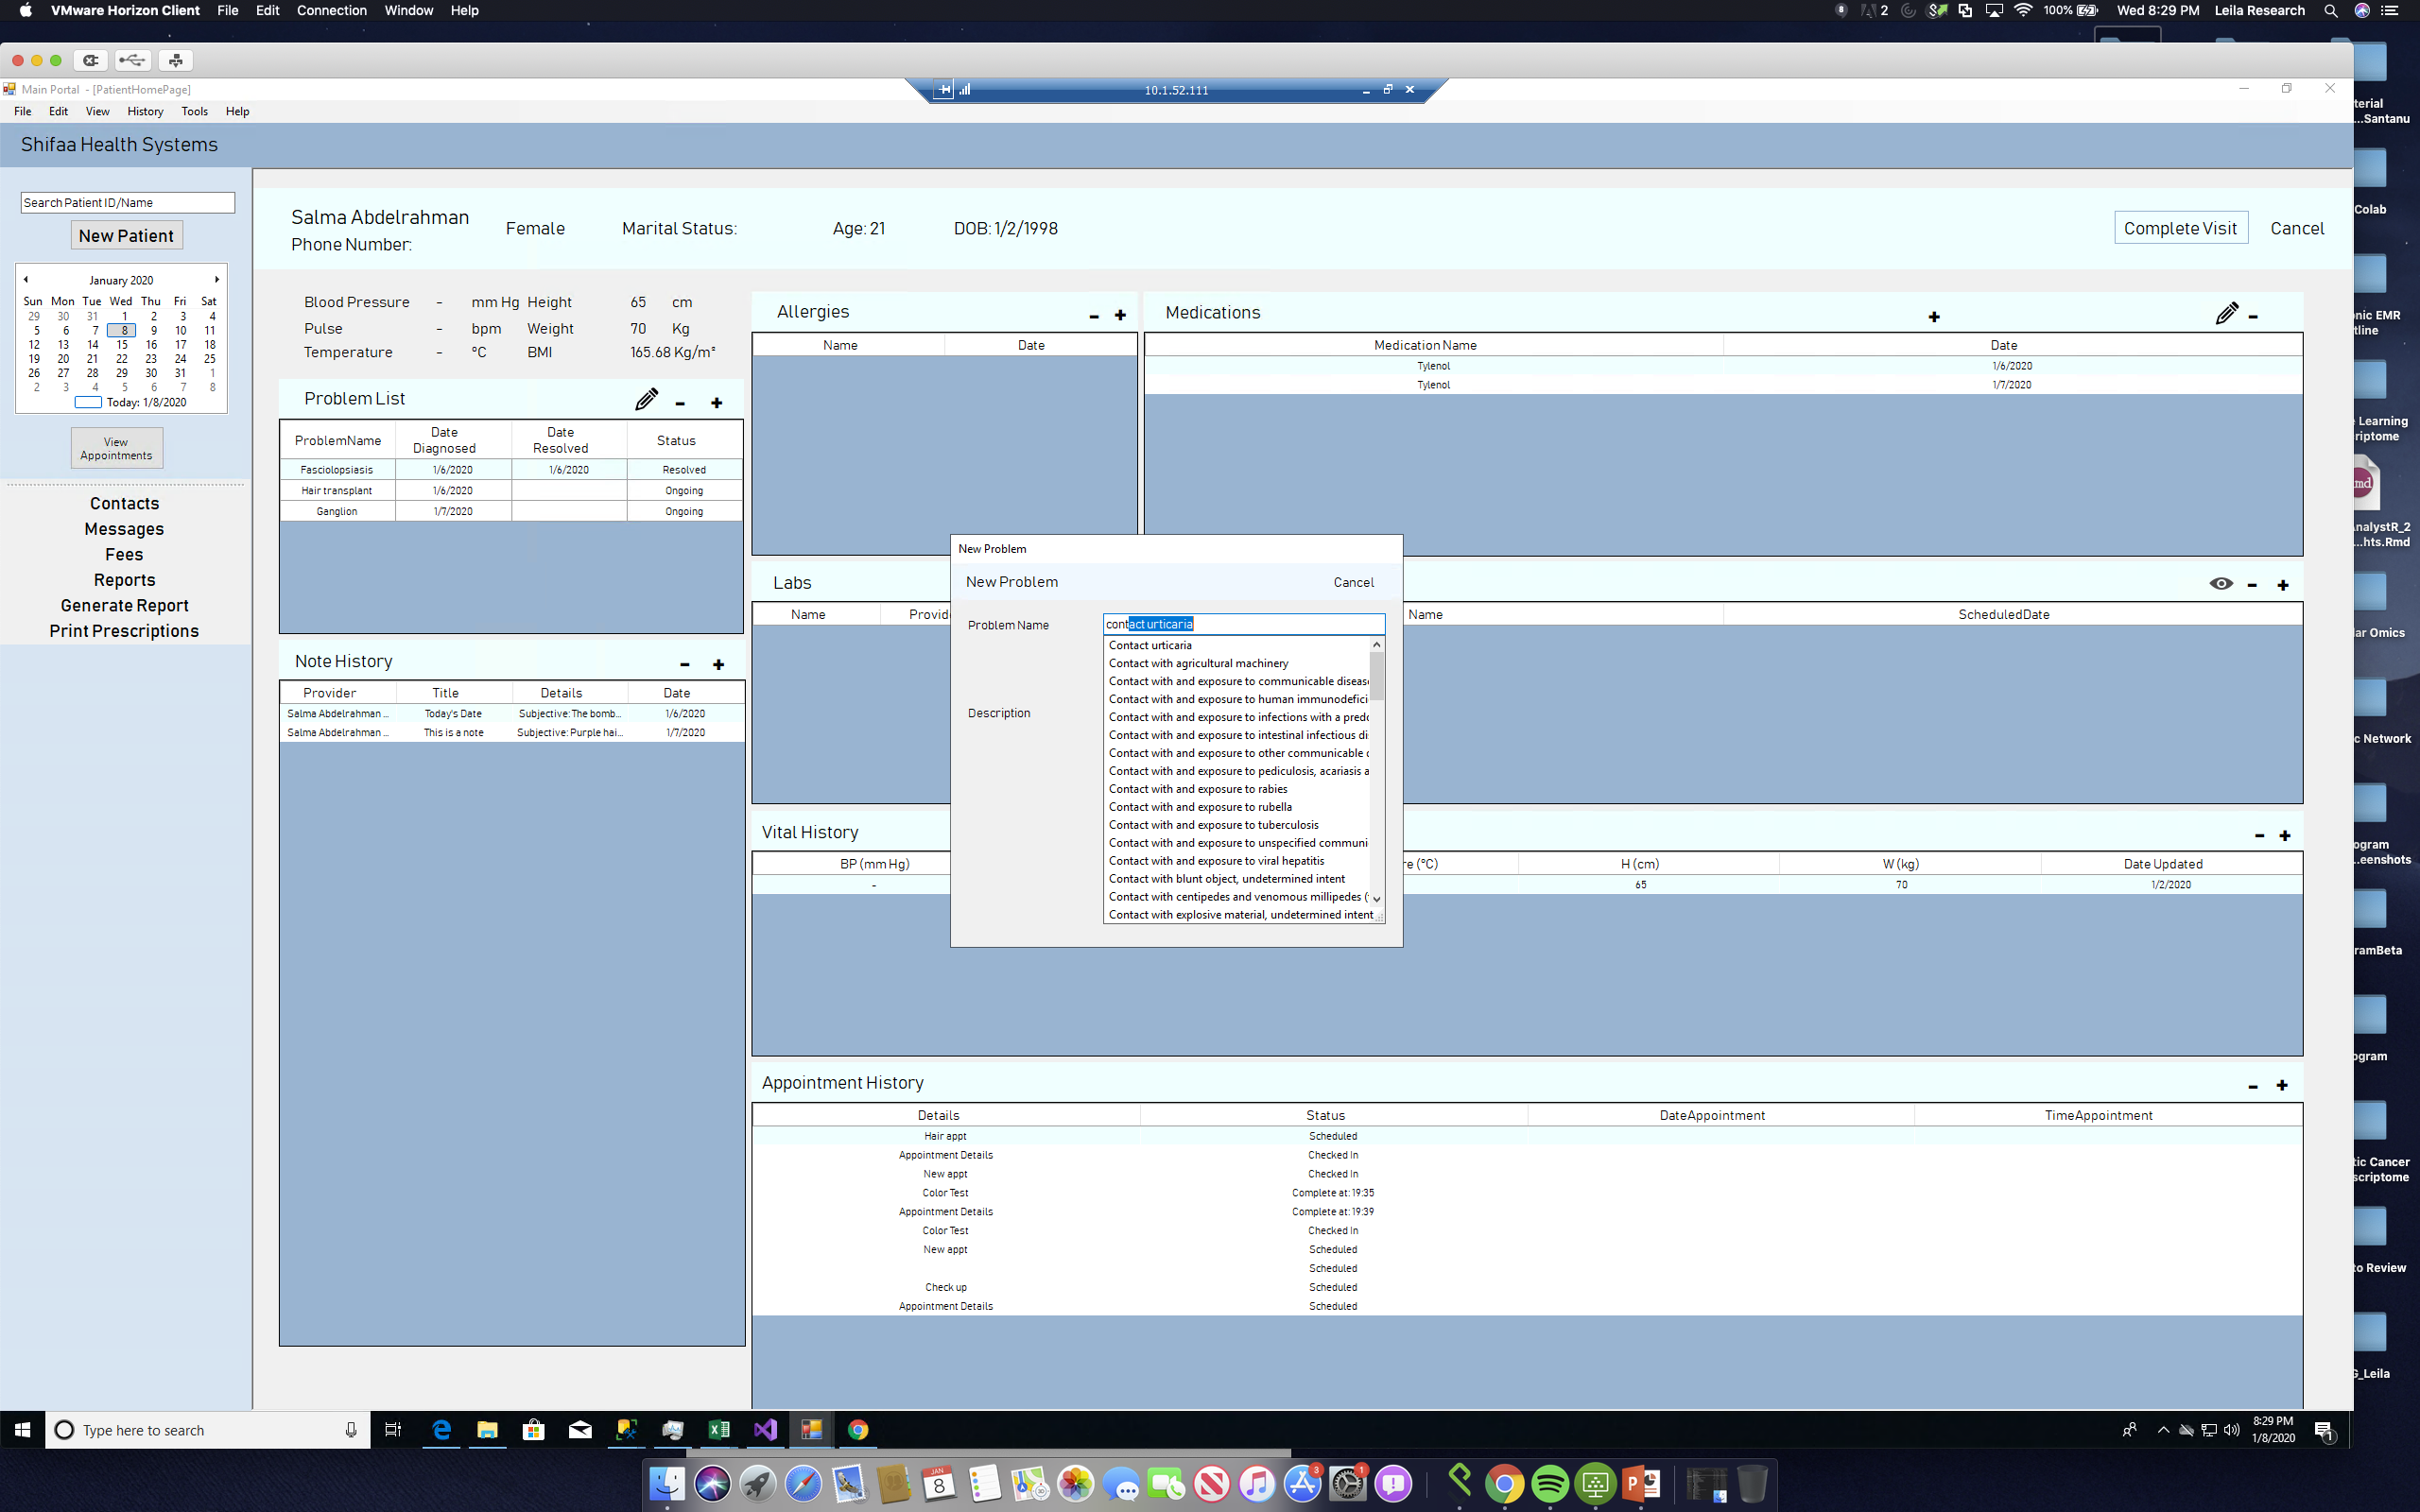 VMware Horizon Client File Edit Connection Window Help
2 100% Wed 8:29 PM Leila Research
Main Portal - [PatientHomePage]
10.1.52.111
File Edit View History Tools Help
Shifaa Health Systems
Search Patient ID/Name
New Patient
January 2020
Sun Mon Tue Wed Thu Fri Sat
29 30 31 1 2 3 4
5 6 7 8 9 10 11
12 13 14 15 16 17 18
19 20 21 22 23 24 25
26 27 28 29 30 31 1
2 3 4 5 6 7 8
Today: 1/8/2020
View
Appointments
Contacts
Messages
Fees
Reports
Generate Report
Print Prescriptions
Salma Abdelrahman
Phone Number:
Female
Marital Status:
Age: 21
DOB: 1/2/1998
Complete Visit
Cancel
Blood Pressure - mm Hg Height 65 cm
Pulse - bpm Weight 70 Kg
Temperature - °C BMI 165.68 Kg/m²
Problem List
ProblemName Date Diagnosed Date Resolved Status
Fasciolopsiasis 1/6/2020 1/6/2020 Resolved
Hair transplant 1/6/2020 Ongoing
Ganglion 1/7/2020 Ongoing
Note History
Provider Title Details Date
Salma Abdelrahman ... Today's Date Subjective: The bomb... 1/6/2020
Salma Abdelrahman ... This is a note Subjective: Purple hai... 1/7/2020
Allergies
Name Date
Medications
Medication Name Date
Tylenol 1/6/2020
Tylenol 1/7/2020
Labs
Name Provid
Name ScheduledDate
New Problem
New Problem
Cancel
Problem Name
contact urticaria
Contact urticaria
Contact with agricultural machinery
Contact with and exposure to communicable diseas
Contact with and exposure to human immunodefici
Contact with and exposure to infections with a pred
Contact with and exposure to intestinal infectious di
Contact with and exposure to other communicable
Contact with and exposure to pediculosis, acariasis a
Contact with and exposure to rabies
Contact with and exposure to rubella
Contact with and exposure to tuberculosis
Contact with and exposure to unspecified communi
Contact with and exposure to viral hepatitis
Contact with blunt object, undetermined intent
Contact with centipedes and venomous millipedes (
Contact with explosive material, undetermined intent
Description
Vital History
BP (mm Hg) re (°C) H (cm) W (kg) Date Updated
- 65 70 1/2/2020
Appointment History
Details Status DateAppointment TimeAppointment
Hair appt Scheduled
Appointment Details Checked In
New appt Checked In
Color Test Complete at: 19:35
Appointment Details Complete at: 19:39
Color Test Checked In
New appt Scheduled
Scheduled
Check up Scheduled
Appointment Details Scheduled
terial
...Santanu
Colab
nic EMR
tline
Learning
riptome
md
AnalystR_2
...hts.Rmd
lar Omics
c Network
ogram
...eenshots
ramBeta
ogram
tic Cancer
scriptome
to Review
G_Leila
Type here to search
8:29 PM
1/8/2020
1
JAN
8
3
1